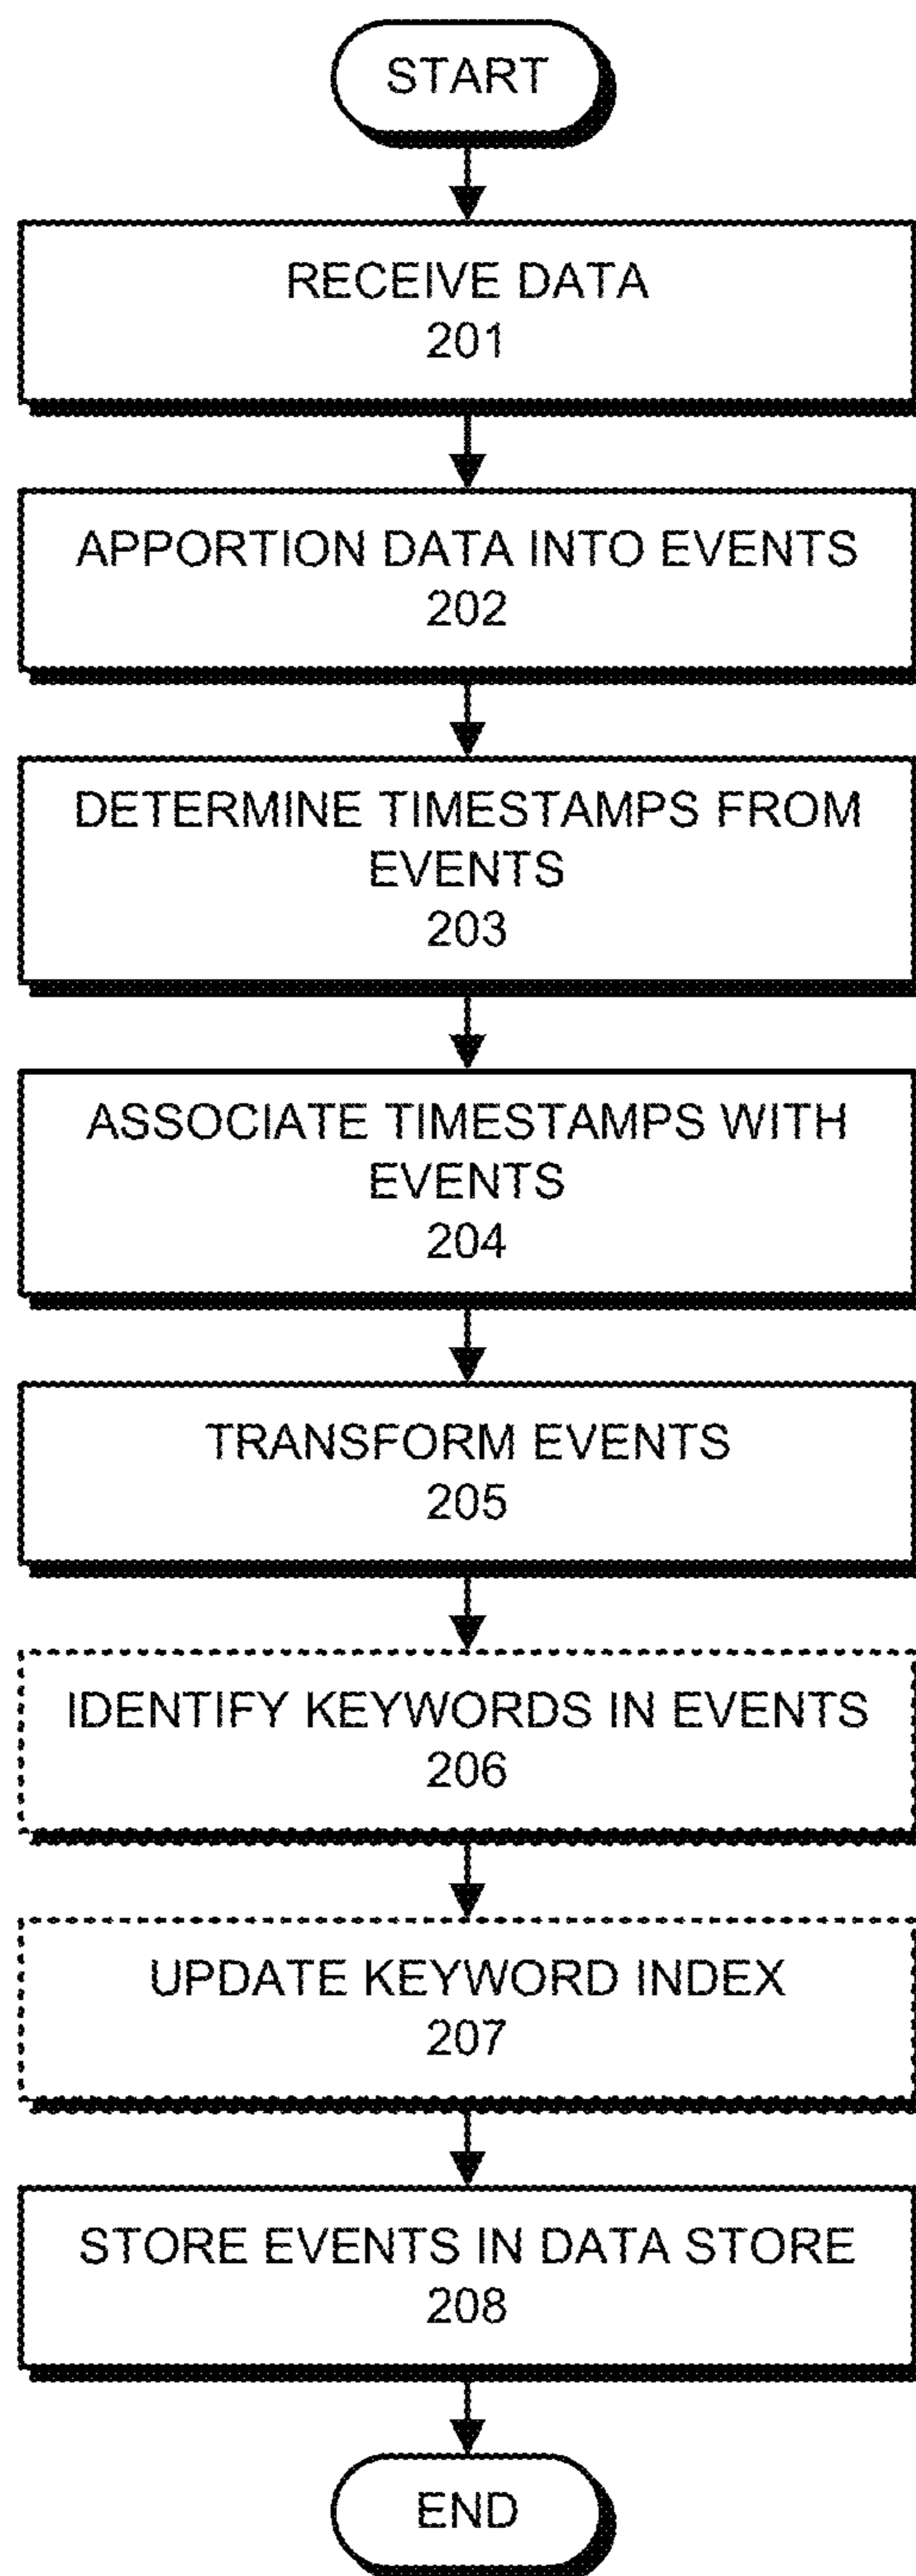 START
RECEIVE DATA
201
APPORTION DATA INTO EVENTS
202
DETERMINE TIMESTAMPS FROM
EVENTS
203
ASSOCIATE TIMESTAMPS WITH
EVENTS
204
TRANSFORM EVENTS
205
IDENTIFY KEYWORDS IN EVENTS
206
UPDATE KEYWORD INDEX
207
STORE EVENTS IN DATA STORE
208
END